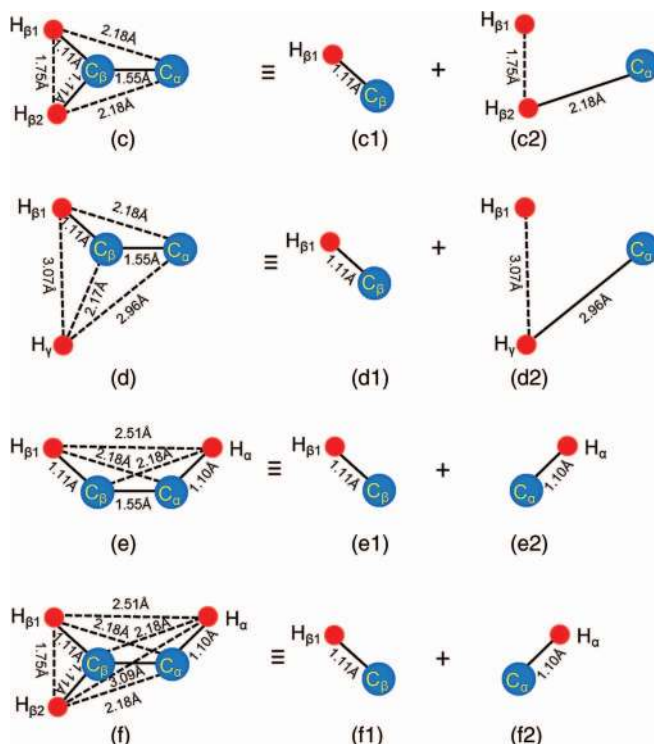 Hβ1
2.18Å
1.11Å
Cβ
Cα
1.75Å
1.11Å
1.55Å
Hβ2
2.18Å
(c)
≡
Hβ1
1.11Å
Cβ
(c1)
+
Hβ1
1.75Å
Cα
Hβ2
2.18Å
(c2)
Hβ1
2.18Å
1.11Å
Cβ
Cα
1.55Å
3.07Å
2.17Å
2.96Å
Hγ
(d)
≡
Hβ1
1.11Å
Cβ
(d1)
+
Hβ1
Cα
3.07Å
2.96Å
Hγ
(d2)
2.51Å
Hβ1
Hα
2.18Å
2.18Å
1.11Å
1.10Å
Cβ
Cα
1.55Å
(e)
≡
Hβ1
1.11Å
Cβ
(e1)
+
Hα
1.10Å
Cα
(e2)
2.51Å
Hβ1
Hα
2.18Å
2.18Å
1.11Å
1.10Å
1.75Å
Cβ
Cα
1.11Å
3.09Å
Hβ2
2.18Å
(f)
≡
Hβ1
1.11Å
Cβ
(f1)
+
Hα
1.10Å
Cα
(f2)